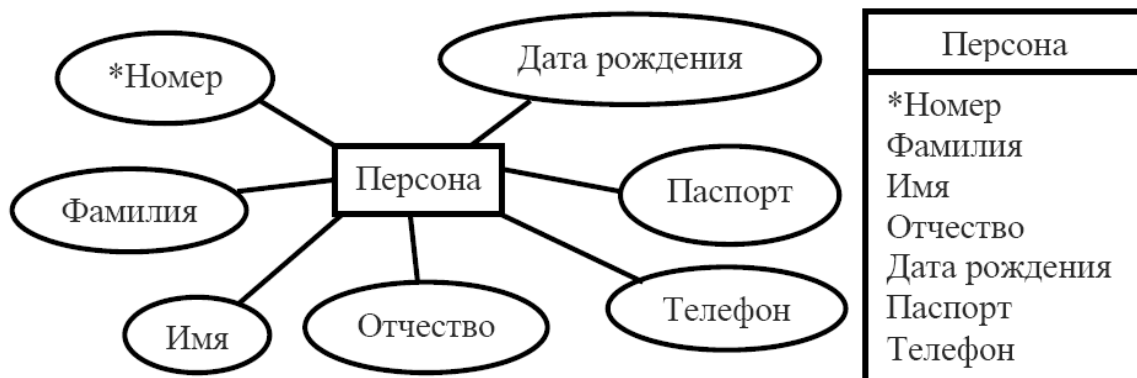 *Номер
Дата рождения
Персона
Фамилия
Паспорт
Имя
Отчество
Телефон
Персона
*Номер
Фамилия
Имя
Отчество
Дата рождения
Паспорт
Телефон